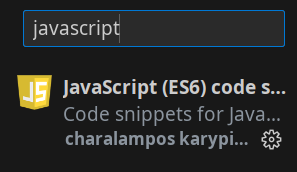 javascript
JS
JavaScript (ES6) code s...
Code snippets for Java...
charalampos karypi...